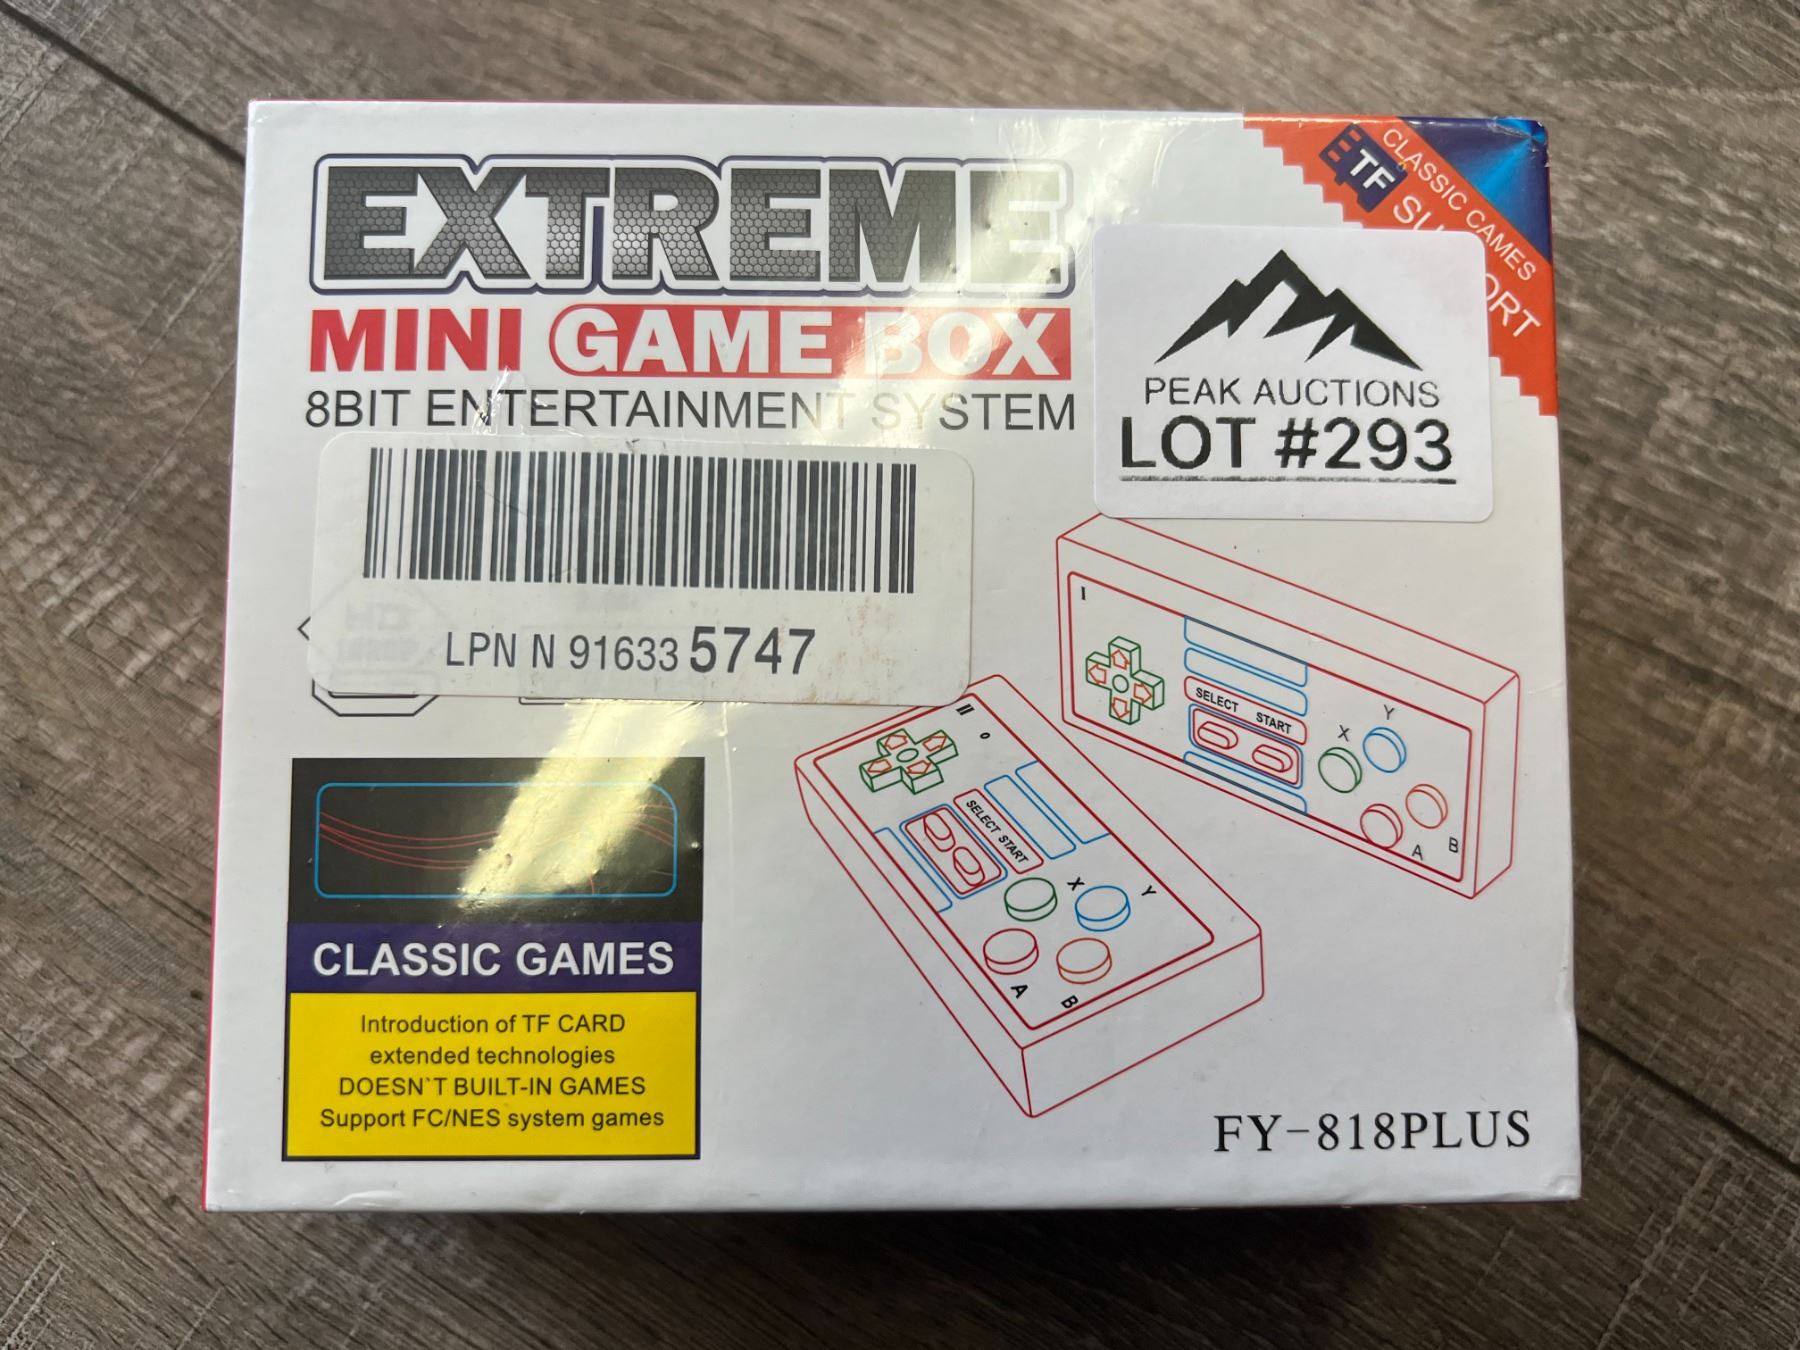 EXTREME
MINI GAME BOX
8BIT ENTERTAINMENT SYSTEM
TF
CLASSIC CAMES
PEAK AUCTIONS
LOT #293
LPN N 91633 5747
I
SELECT START
X
Y
A
B
II
SELECT START
X
Y
A
B
CLASSIC GAMES
Introduction of TF CARD
extended technologies
DOESN`T BUILT-IN GAMES
Support FC/NES system games
FY-818PLUS